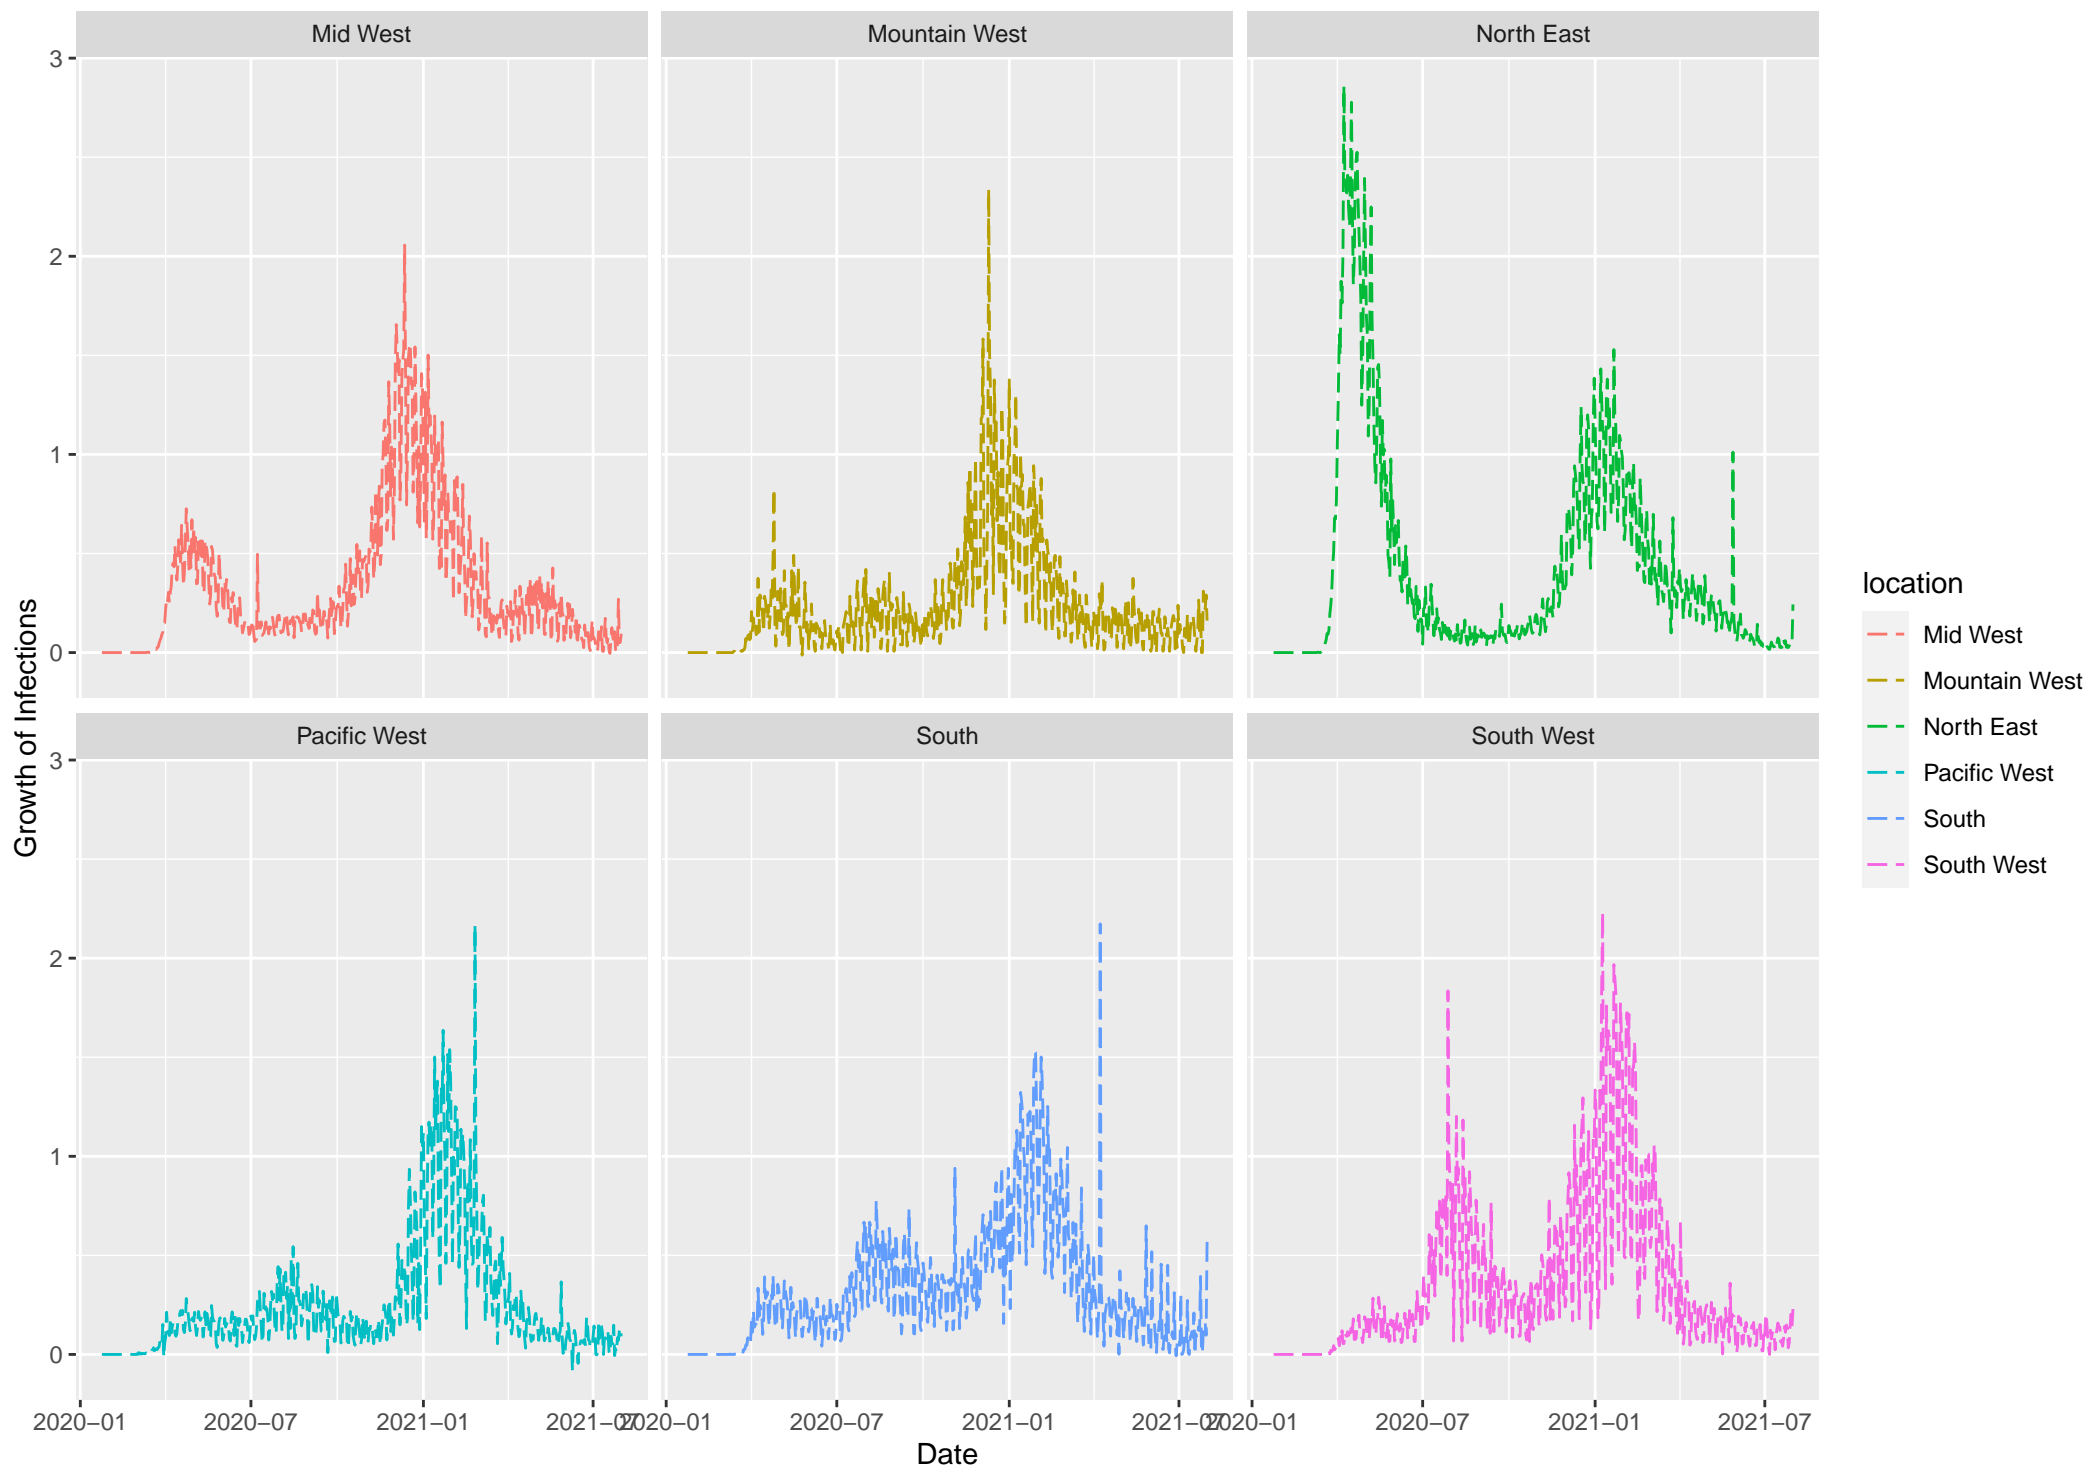 Mid West
Mountain West
North East
3
2
1
0
Pacific West
South
South West
3
2
1
0
Growth of Infections
2020–01
2020–07
2021–01
2021–07
2020–01
2020–07
2021–01
2021–07
2020–01
2020–07
2021–01
2021–07
Date
location
Mid West
Mountain West
North East
Pacific West
South
South West